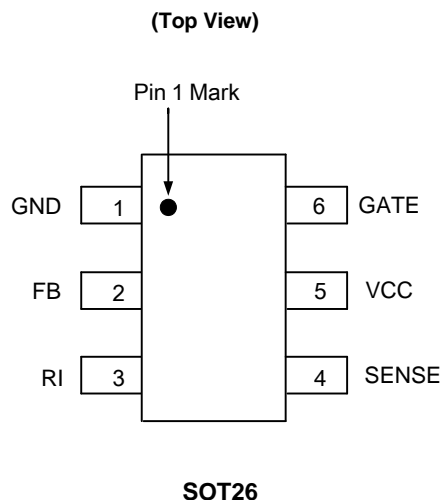 (Top View)
Pin 1 Mark
GND 1 6 GATE
FB 2 5 VCC
RI 3 4 SENSE
SOT26